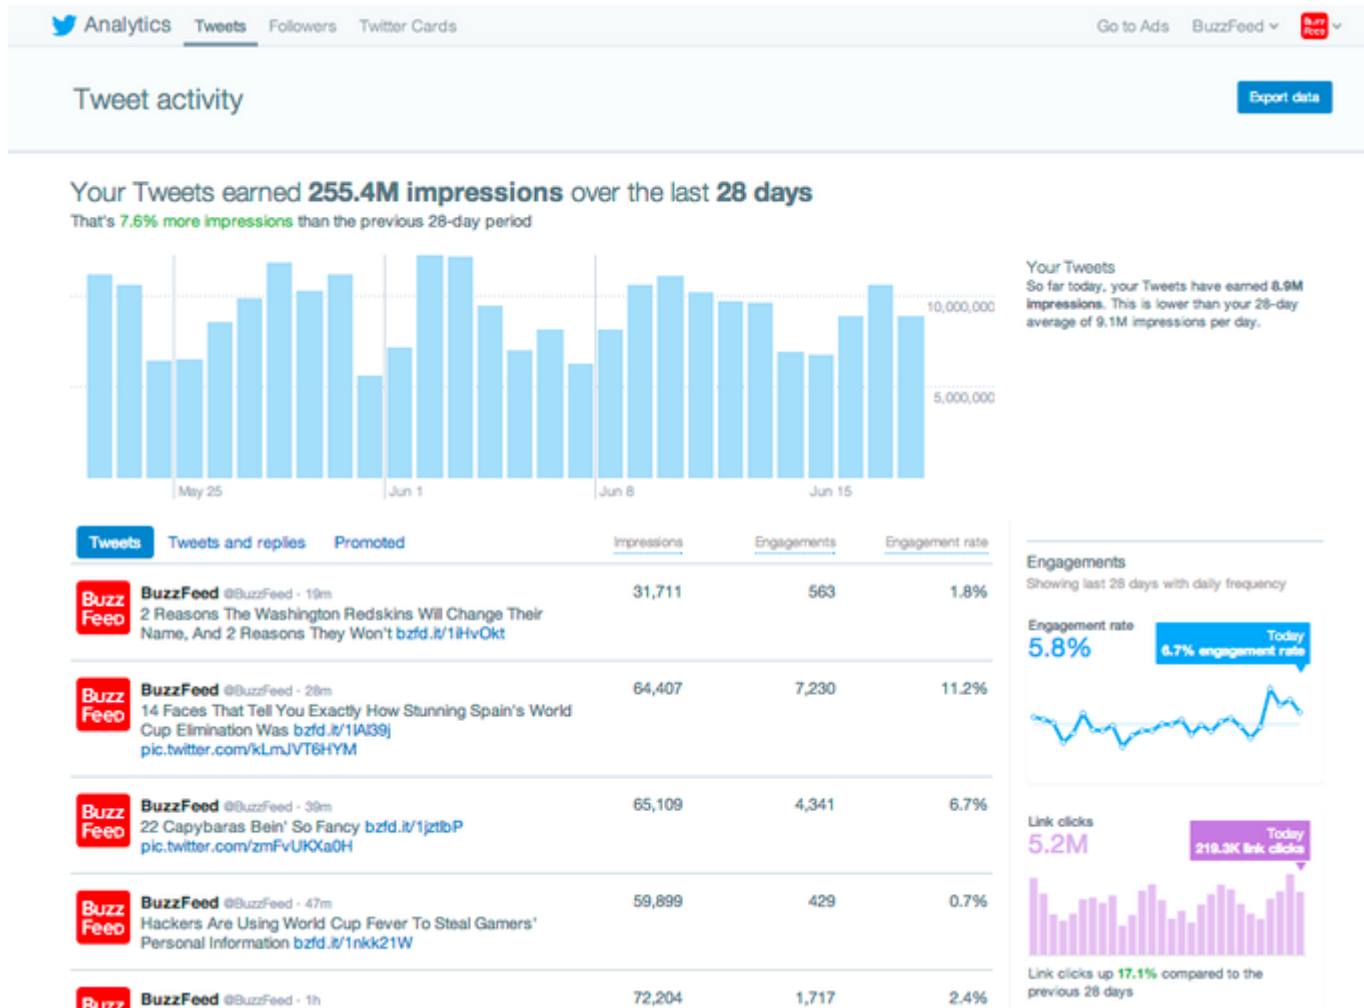 Analytics Tweets Followers Twitter Cards Go to Ads BuzzFeed
Tweet activity
Export data
Your Tweets earned 255.4M impressions over the last 28 days
That's 7.6% more impressions than the previous 28-day period
10,000,000
5,000,000
May 25 Jun 1 Jun 8 Jun 15
Your Tweets
So far today, your Tweets have earned 8.9M
impressions. This is lower than your 28-day
average of 9.1M impressions per day.
Tweets Tweets and replies Promoted Impressions Engagements Engagement rate
Buzz
Feed
BuzzFeed @BuzzFeed · 19m 31,711 563 1.8%
2 Reasons The Washington Redskins Will Change Their
Name, And 2 Reasons They Won't bzfd.it/1iHvOkt
Buzz
Feed
BuzzFeed @BuzzFeed · 28m 64,407 7,230 11.2%
14 Faces That Tell You Exactly How Stunning Spain's World
Cup Elimination Was bzfd.it/1lAl39j
pic.twitter.com/kLmJVT6HYM
Buzz
Feed
BuzzFeed @BuzzFeed · 39m 65,109 4,341 6.7%
22 Capybaras Bein' So Fancy bzfd.it/1jztlbP
pic.twitter.com/zmFvUKXa0H
Buzz
Feed
BuzzFeed @BuzzFeed · 47m 59,899 429 0.7%
Hackers Are Using World Cup Fever To Steal Gamers'
Personal Information bzfd.it/1nkk21W
Buzz
BuzzFeed @BuzzFeed · 1h 72,204 1,717 2.4%
Engagements
Showing last 28 days with daily frequency
Engagement rate
5.8%
Today
6.7% engagement rate
Link clicks
5.2M
Today
219.3K link clicks
Link clicks up 17.1% compared to the
previous 28 days